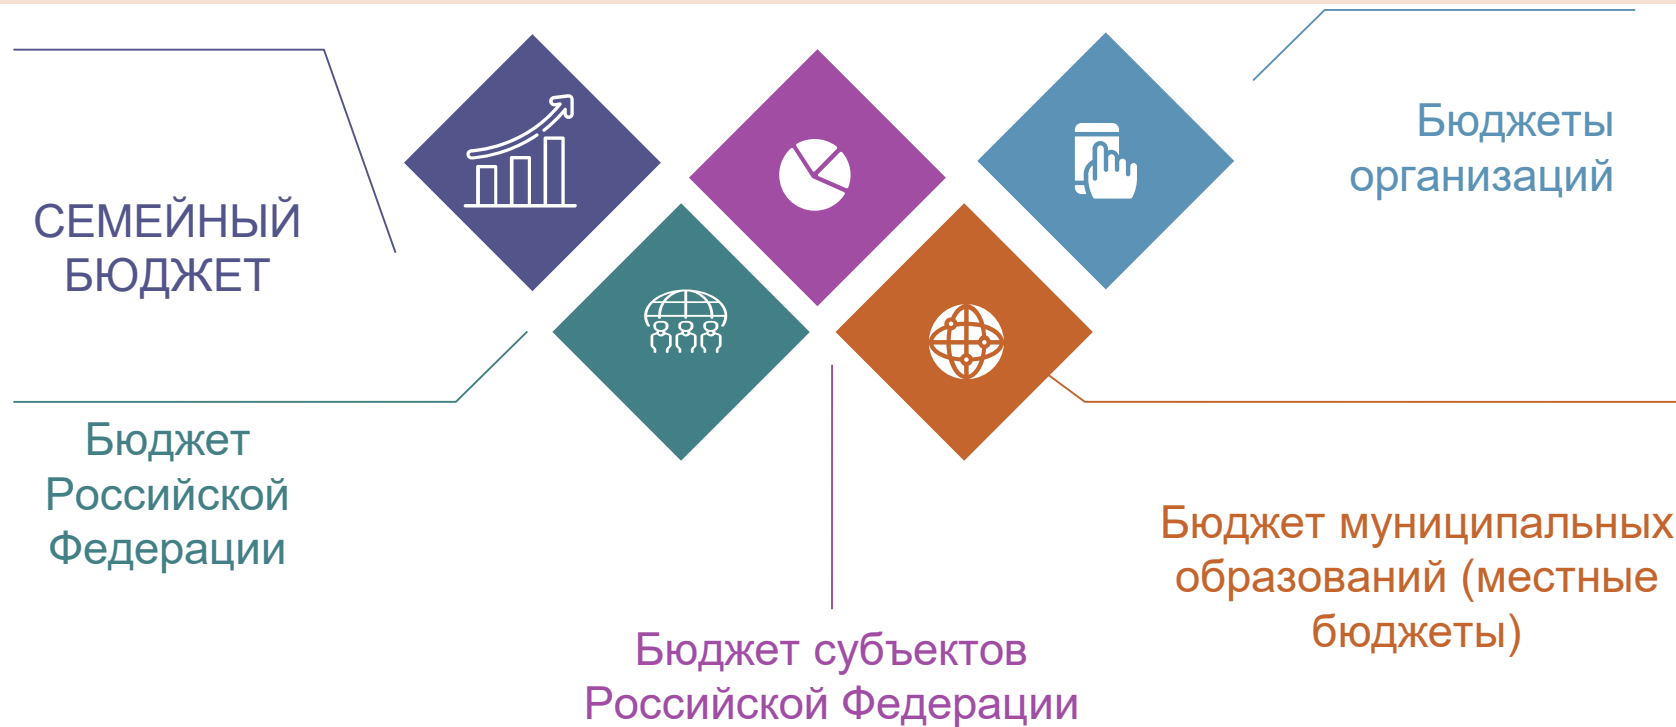 СЕМЕЙНЫЙ
БЮДЖЕТ
Бюджеты
организаций
Бюджет
Российской
Федерации
Бюджет субъектов
Российской Федерации
Бюджет муниципальных
образований (местные
бюджеты)